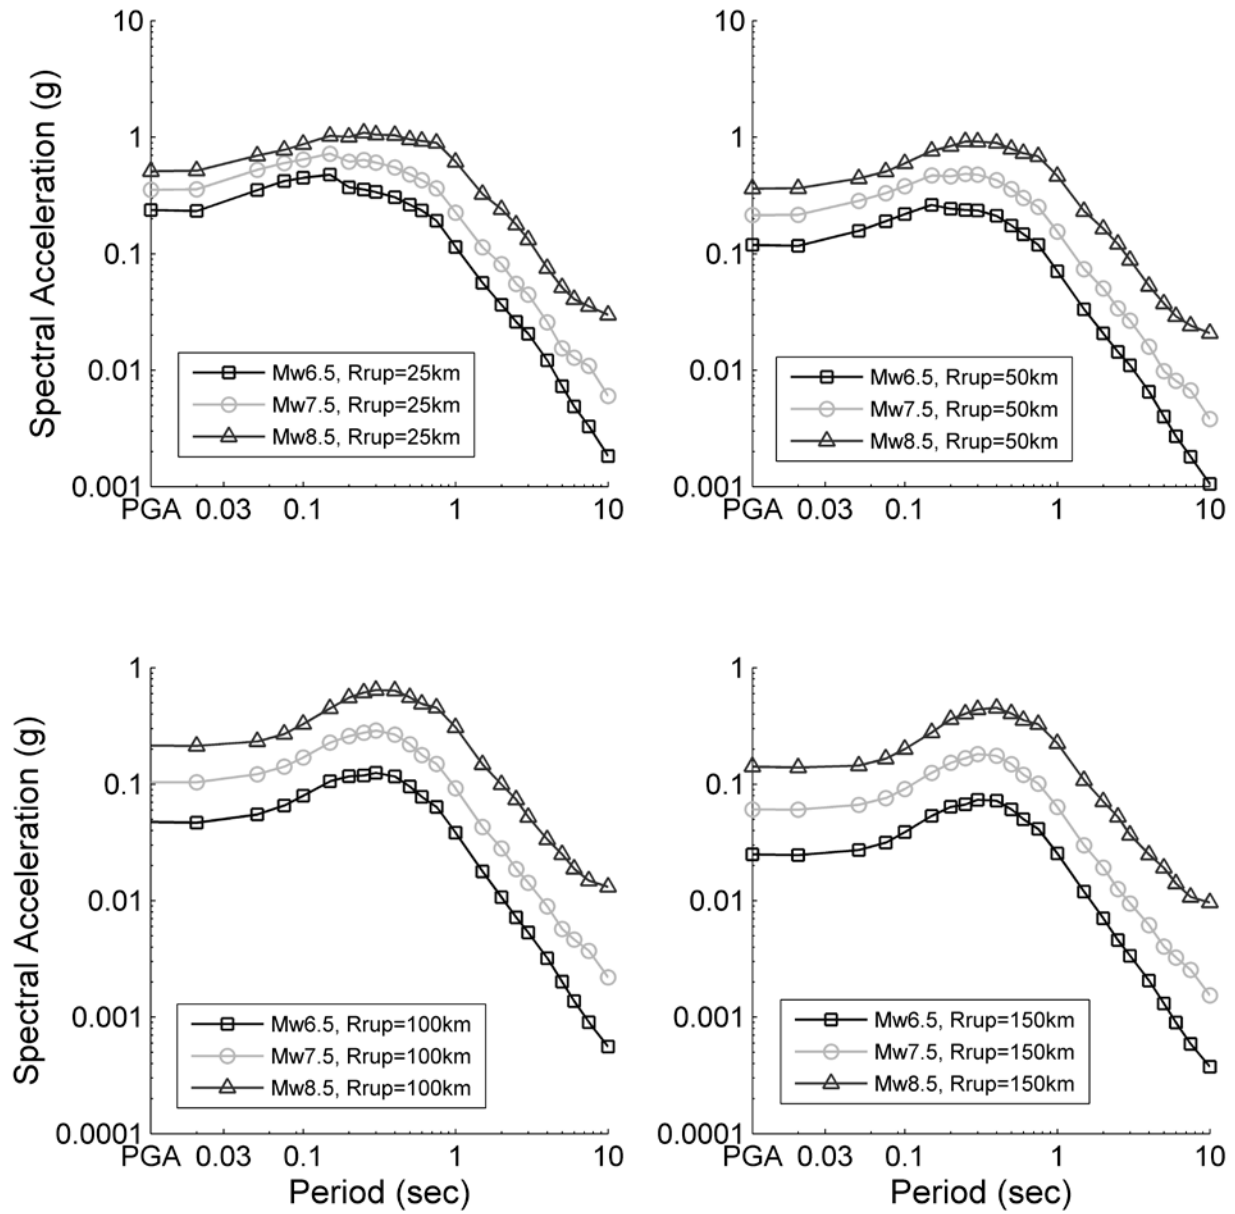 10
1
0.1
0.01
0.001
Spectral Acceleration (g)
Mw6.5, Rrup=25km
Mw7.5, Rrup=25km
Mw8.5, Rrup=25km
PGA 0.03 0.1 1 10
10
1
0.1
0.01
0.001
Mw6.5, Rrup=50km
Mw7.5, Rrup=50km
Mw8.5, Rrup=50km
PGA 0.03 0.1 1 10
1
0.1
0.01
0.001
0.0001
Spectral Acceleration (g)
Mw6.5, Rrup=100km
Mw7.5, Rrup=100km
Mw8.5, Rrup=100km
PGA 0.03 0.1 1 10
Period (sec)
1
0.1
0.01
0.001
0.0001
Mw6.5, Rrup=150km
Mw7.5, Rrup=150km
Mw8.5, Rrup=150km
PGA 0.03 0.1 1 10
Period (sec)